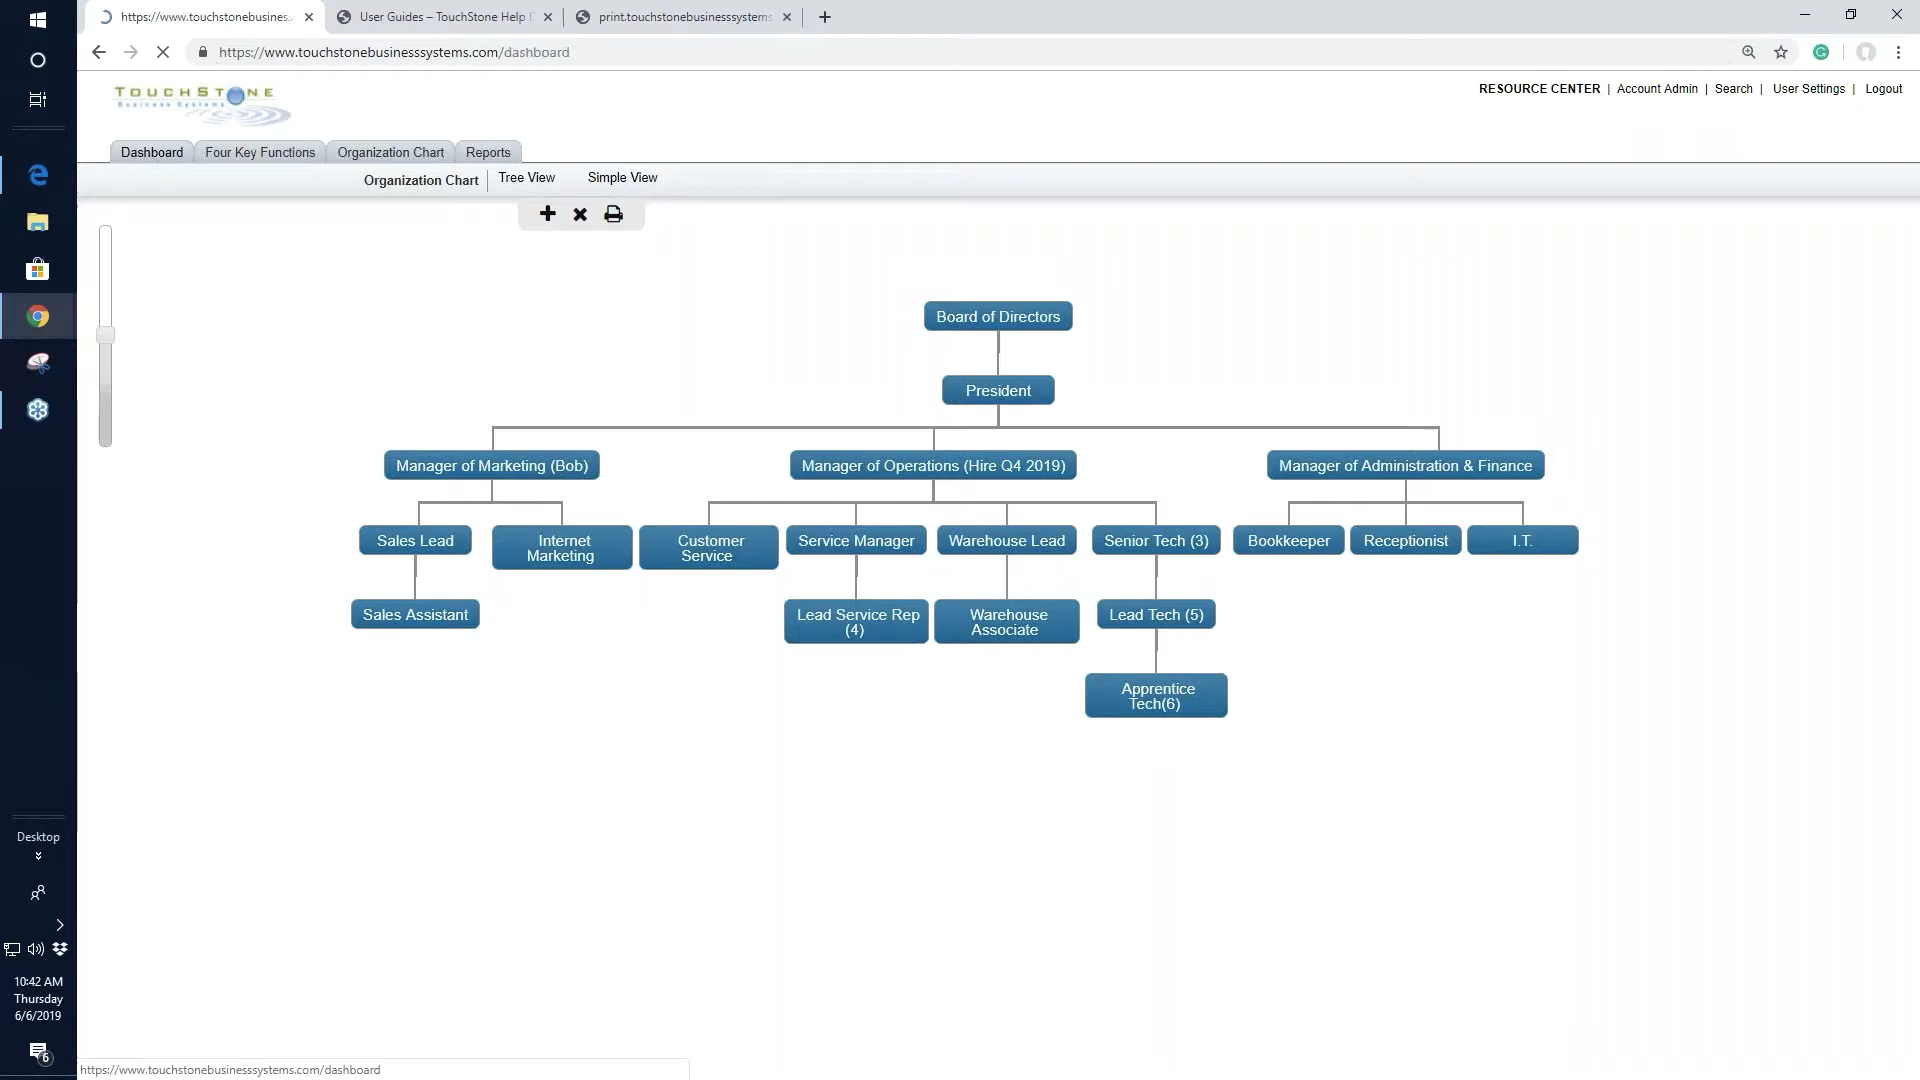 https://www.touchstonebusiness
User Guides – TouchStone Help D
print.touchstonebusinesssystems
https://www.touchstonebusinesssystems.com/dashboard
TOUCHSTONE
Business Systems
RESOURCE CENTER | Account Admin | Search | User Settings | Logout
Dashboard
Four Key Functions
Organization Chart
Reports
Organization Chart
Tree View
Simple View
Board of Directors
President
Manager of Marketing (Bob)
Manager of Operations (Hire Q4 2019)
Manager of Administration & Finance
Sales Lead
Internet
Marketing
Customer
Service
Service Manager
Warehouse Lead
Senior Tech (3)
Bookkeeper
Receptionist
I.T.
Sales Assistant
Lead Service Rep
(4)
Warehouse
Associate
Lead Tech (5)
Apprentice
Tech(6)
Desktop
10:42 AM
Thursday
6/6/2019
6
https://www.touchstonebusinesssystems.com/dashboard